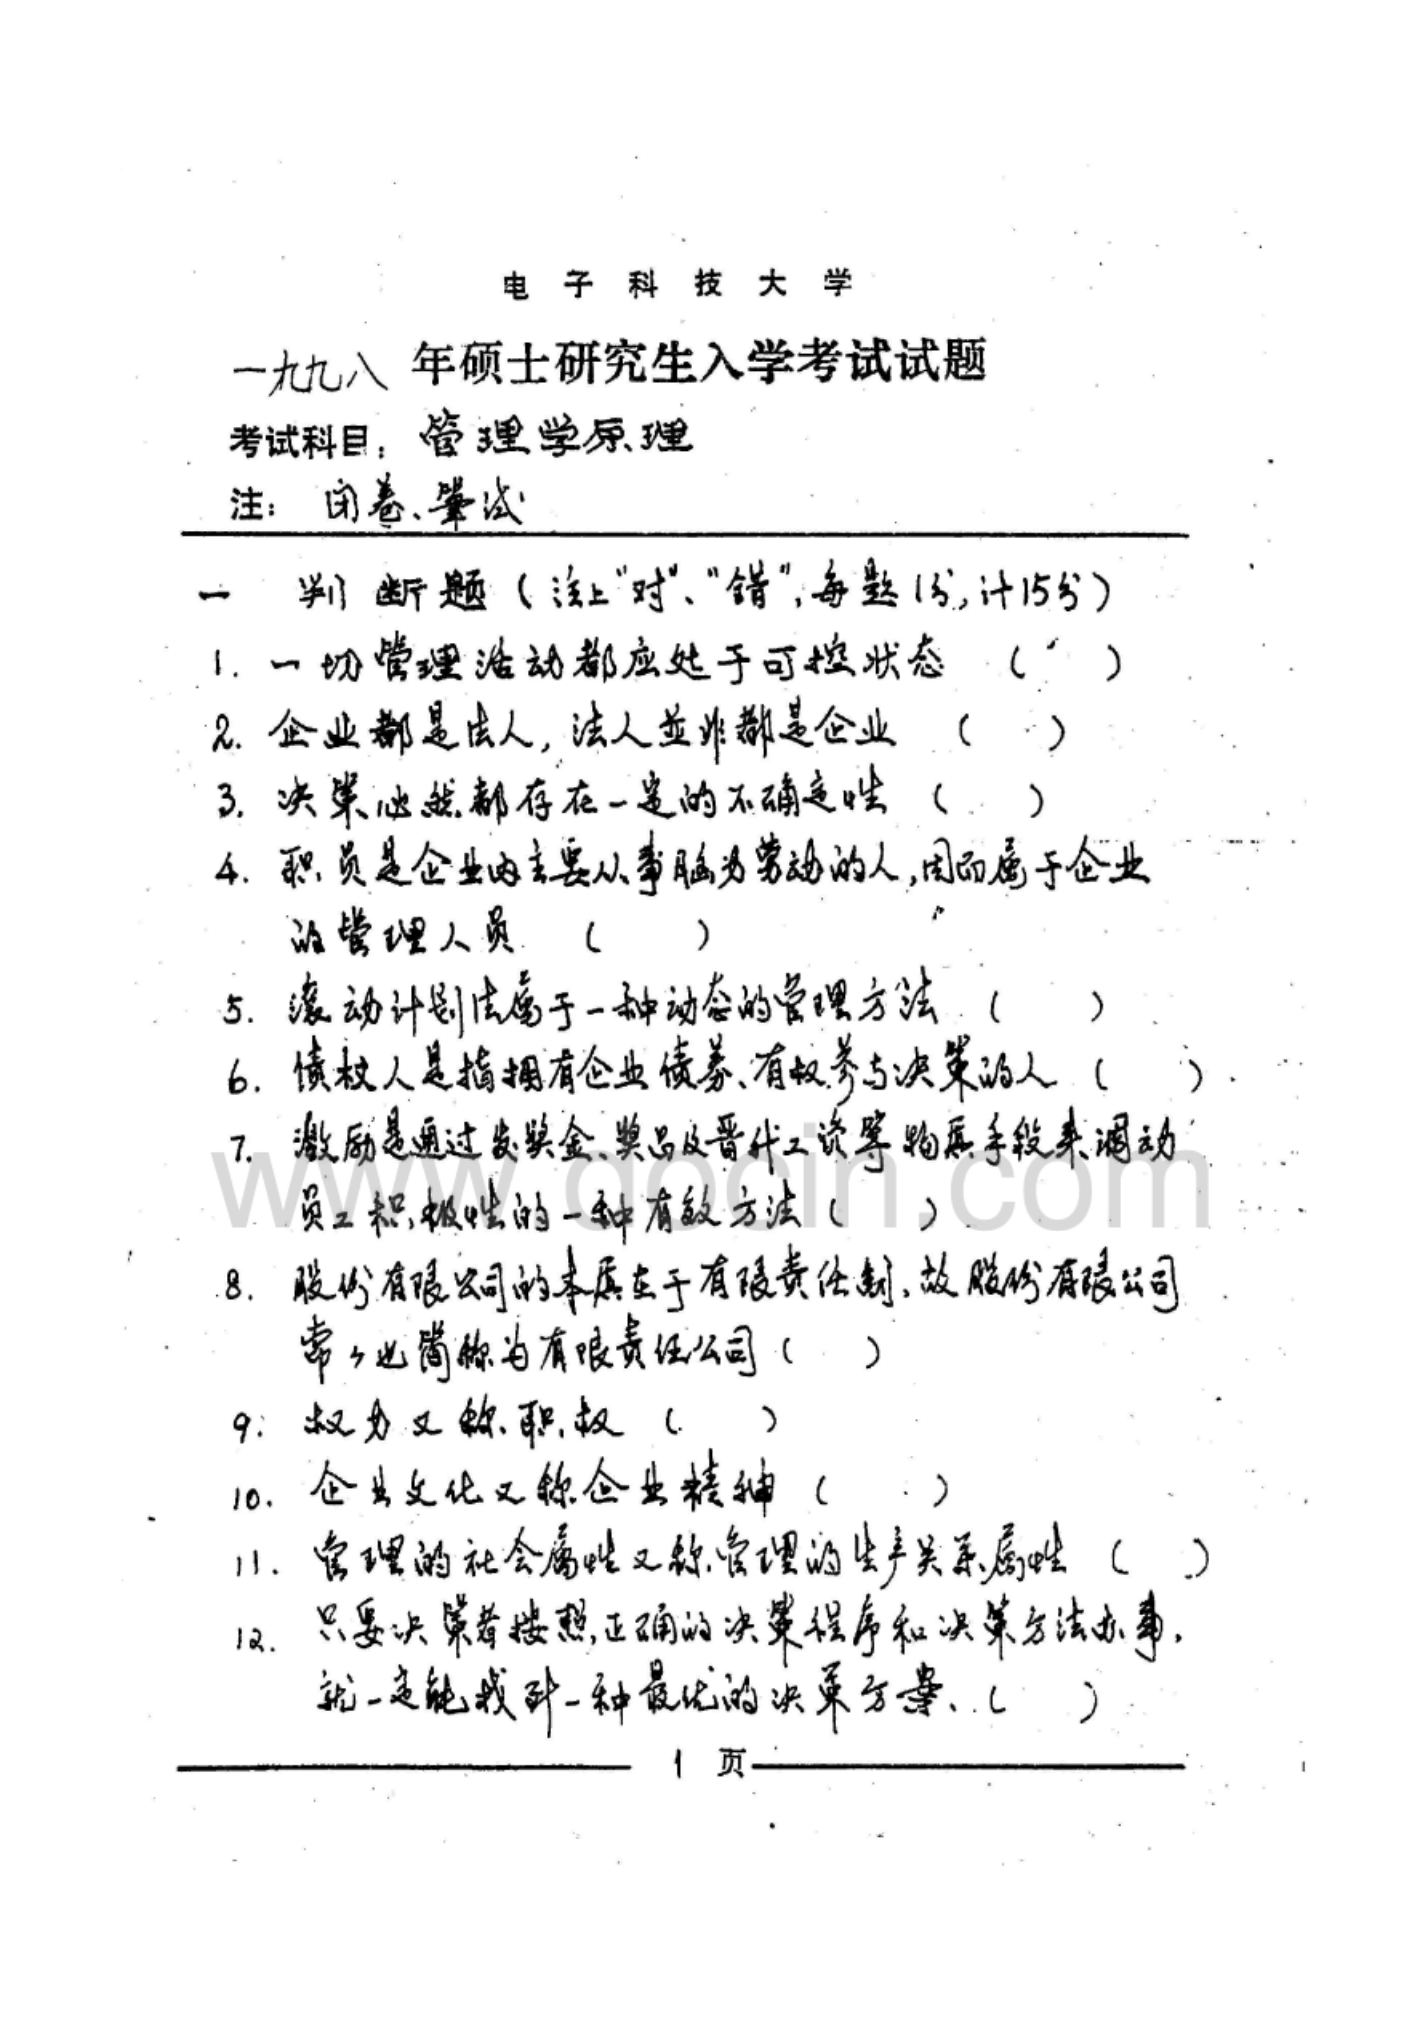 电子科技大学
一九九八 年硕士研究生入学考试试题
考试科目：管理学原理
注： 闭卷、笔试
一 判断题（注上"对"、"错"，每题1分，计15分）
1. 一切管理活动都应处于可控状态 （ ）
2. 企业都是法人，法人並非都是企业 （ ）
3. 决策必然都存在一定的不确定性 （ ）
4. 职员是企业内主要从事脑力劳动的人，因而属于企业
的管理人员 （ ）
5. 滚动计划法属于一种动态的管理方法 （ ）
6. 债权人是指拥有企业债券、有权参与决策的人 （ ）
7. 激励是通过发奖金、奖品及晋升工资等物质手段来调动
员工积极性的一种有效方法（ ）
www.docin.com
8. 股份有限公司的本质在于有限责任制，故股份有限公司
常々也简称为有限责任公司（ ）
9. 权力又称职权 （ ）
10. 企业文化又称企业精神 （ ）
11. 管理的社会属性又称管理的生产关系属性 （ ）
12. 只要决策者按照正确的决策程序和决策方法办事，
就一定能找到一种最优的决策方案、（ ）
1 页